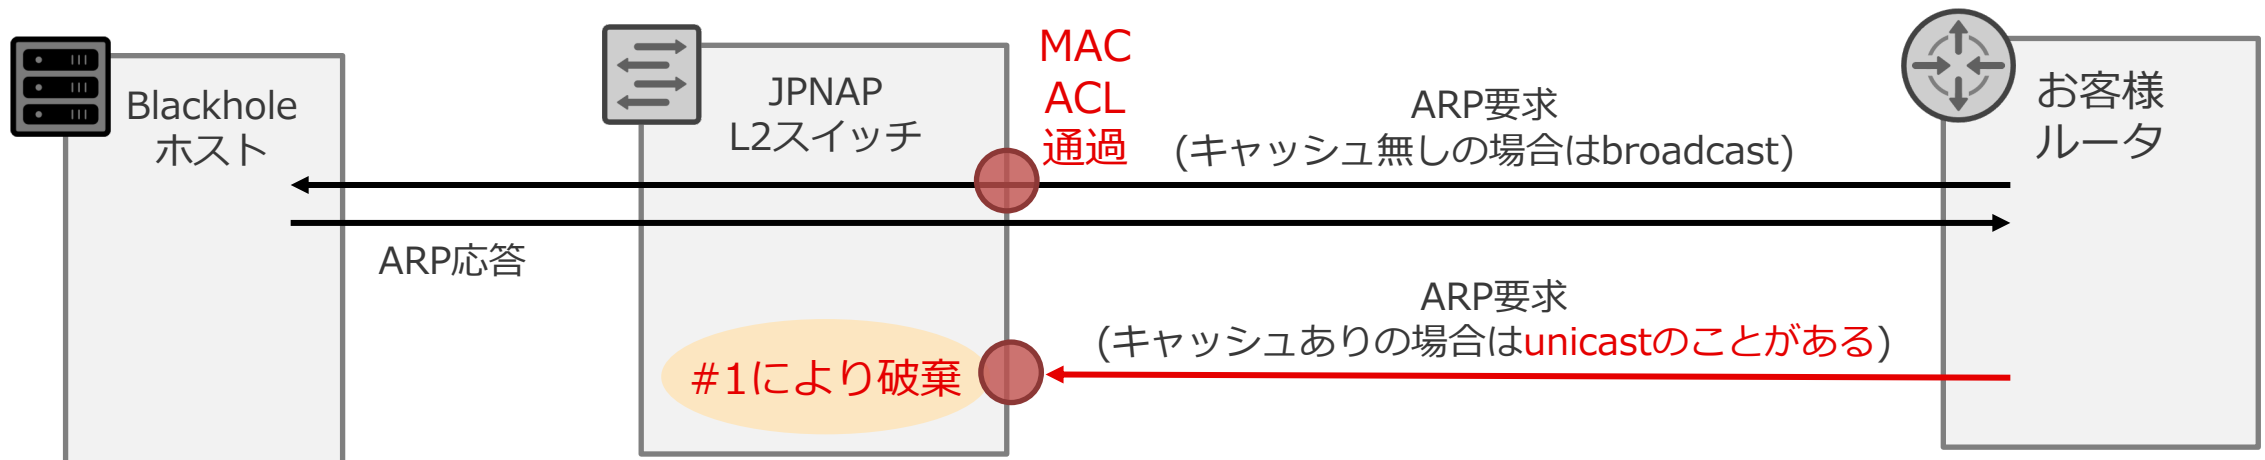 Blackhole
ホスト
JPNAP
L2スイッチ
MAC
ACL
通過
ARP要求
(キャッシュ無しの場合はbroadcast)
お客様
ルータ
ARP応答
ARP要求
(キャッシュありの場合はunicastのことがある)
#1により破棄